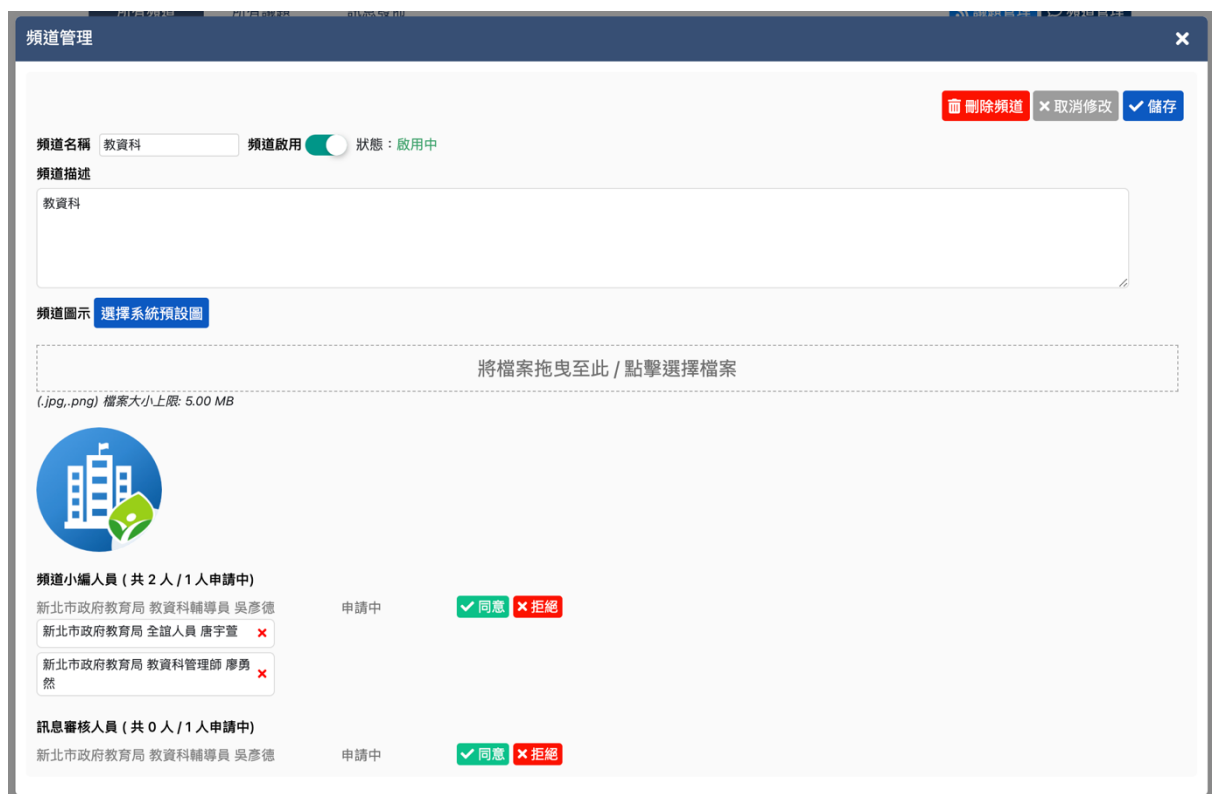 頻道管理
刪除頻道 取消修改 儲存
頻道名稱 教資科 頻道啟用 狀態：啟用中
頻道描述
教資科
頻道圖示 選擇系統預設圖
將檔案拖曳至此 / 點擊選擇檔案
(.jpg,.png) 檔案大小上限: 5.00 MB
頻道小編人員 ( 共 2 人 / 1 人申請中)
新北市政府教育局 教資科輔導員 吳彥德 申請中 同意 拒絕
新北市政府教育局 全誼人員 唐宇萱
新北市政府教育局 教資科管理師 廖勇
然
訊息審核人員 ( 共 0 人 / 1 人申請中)
新北市政府教育局 教資科輔導員 吳彥德 申請中 同意 拒絕